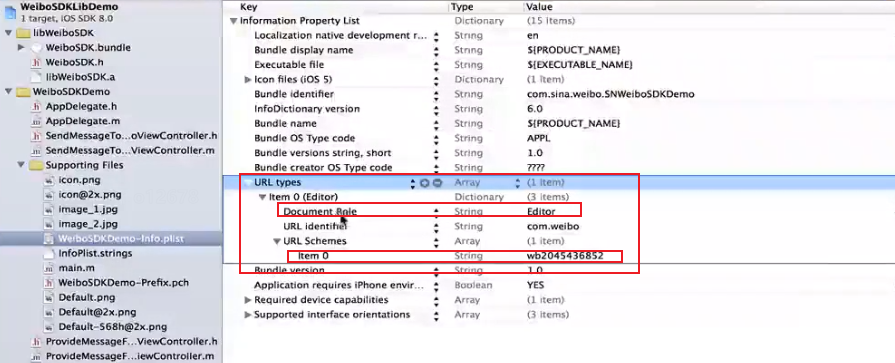 WeiboSDKLibDemo
1 target, iOS SDK 8.0
libWeiboSDK
WeiboSDK.bundle
WeiboSDK.h
libWeiboSDK.a
WeiboSDKDemo
AppDelegate.h
AppDelegate.m
SendMessageTo...oViewController.h
SendMessageTo...oViewController.m
Supporting Files
icon.png
icon@2x.png
image_1.jpg
image_2.jpg
WeiboSDKDemo-Info.plist
InfoPlist.strings
main.m
WeiboSDKDemo-Prefix.pch
Default.png
Default@2x.png
Default-568h@2x.png
ProvideMessageF...ViewController.h
ProvideMessageF...iewController.m
Key Type Value
Information Property List Dictionary (15 items)
Localization native development r... String en
Bundle display name String ${PRODUCT_NAME}
Executable file String ${EXECUTABLE_NAME}
Icon files (iOS 5) Dictionary (1 item)
Bundle identifier String com.sina.weibo.SNWeiboSDKDemo
InfoDictionary version String 6.0
Bundle name String ${PRODUCT_NAME}
Bundle OS Type code String APPL
Bundle versions string, short String 1.0
Bundle creator OS Type code String ????
URL types Array (1 item)
Item 0 (Editor) Dictionary (3 items)
Document Role String Editor
URL identifier String com.weibo
URL Schemes Array (1 item)
Item 0 String wb2045436852
Bundle version String 1.0
Application requires iPhone envir... Boolean YES
Required device capabilities Array (1 item)
Supported interface orientations Array (3 items)